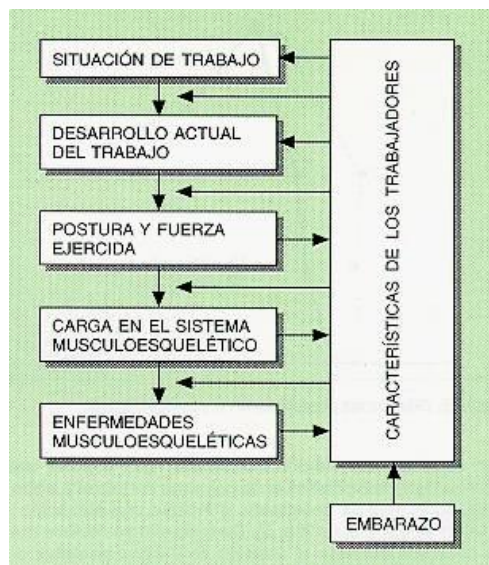 SITUACIÓN DE TRABAJO
DESARROLLO ACTUAL
DEL TRABAJO
POSTURA Y FUERZA
EJERCIDA
CARGA EN EL SISTEMA
MUSCULOESQUELÉTICO
ENFERMEDADES
MUSCULOESQUELÉTICAS
CARACTERÍSTICAS DE LOS TRABAJADORES
EMBARAZO